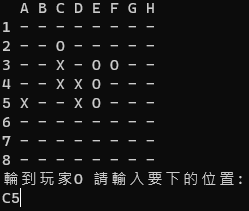 A B C D E F G H
1 - - - - - - - -
2 - - O - - - - -
3 - - X - O O - -
4 - - X X O - - -
5 X - - X O - - -
6 - - - - - - - -
7 - - - - - - - -
8 - - - - - - - -
輪到玩家O 請輸入要下的位置:
C5